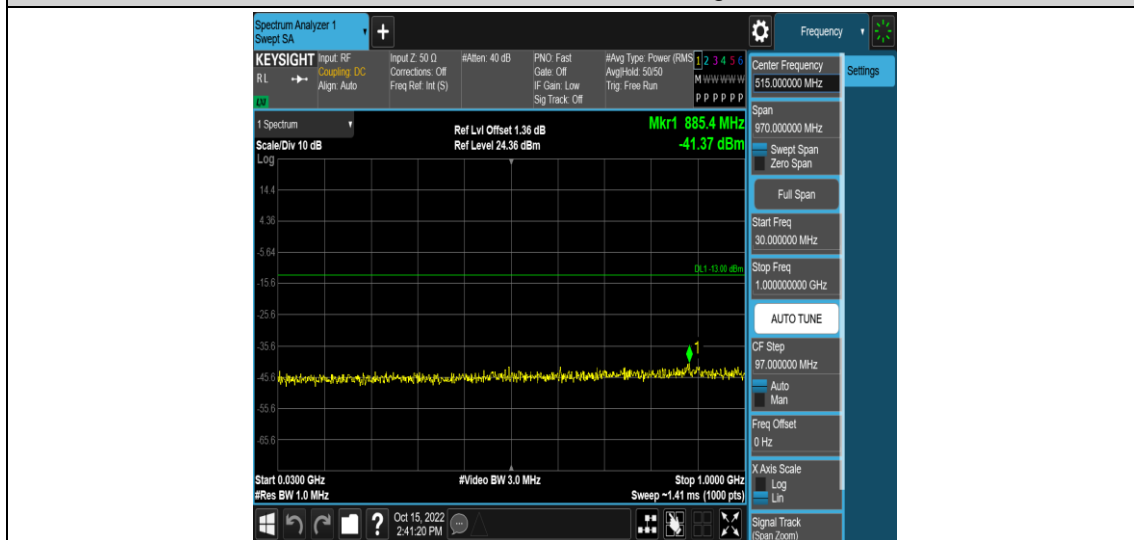 Spectrum Analyzer 1
Swept SA
+
Frequency
KEYSIGHT
RL
LXI
Input: RF
Coupling: DC
Align: Auto
Input Z: 50 Ω
Corrections: Off
Freq Ref: Int (S)
#Atten: 40 dB
PNO: Fast
Gate: Off
IF Gain: Low
Sig Track: Off
#Avg Type: Power (RMS
Avg|Hold: 50/50
Trig: Free Run
1 2 3 4 5 6
M W W W W W
P P P P P P
Center Frequency
515.000000 MHz
Settings
1 Spectrum
Scale/Div 10 dB
Ref Lvl Offset 1.36 dB
Ref Level 24.36 dBm
Mkr1 885.4 MHz
-41.37 dBm
Log
14.4
4.36
-5.64
-15.6
-25.6
-35.6
-45.6
-55.6
-65.6
DL1 -13.00 dBm
1
Start 0.0300 GHz
#Res BW 1.0 MHz
#Video BW 3.0 MHz
Stop 1.0000 GHz
Sweep ~1.41 ms (1000 pts)
Span
970.000000 MHz
Swept Span
Zero Span
Full Span
Start Freq
30.000000 MHz
Stop Freq
1.000000000 GHz
AUTO TUNE
CF Step
97.000000 MHz
Auto
Man
Freq Offset
0 Hz
X Axis Scale
Log
Lin
Signal Track
(Span Zoom)
?
Oct 15, 2022
2:41:20 PM